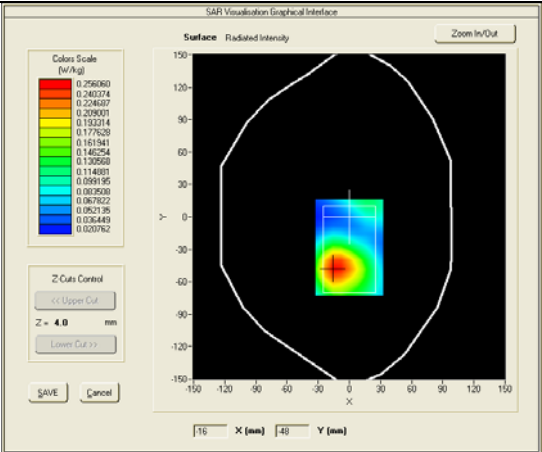 SAR Visualisation Graphical Interface
Surface Radiated Intensity
Zoom In/Out
Colors Scale
(W/kg)
0.256060
0.240374
0.224687
0.209001
0.193314
0.177628
0.161941
0.146254
0.130568
0.114881
0.099195
0.083508
0.067822
0.052135
0.036449
0.020762
Z-Cuts Control
<< Upper Cut
Z = 4.0 mm
Lower Cut >>
SAVE Cancel
150
120
90
60
30
0
-30
-60
-90
-120
-150
Y
-150 -120 -90 -60 -30 0 30 60 90 120 150
X
-16 X (mm) -48 Y (mm)